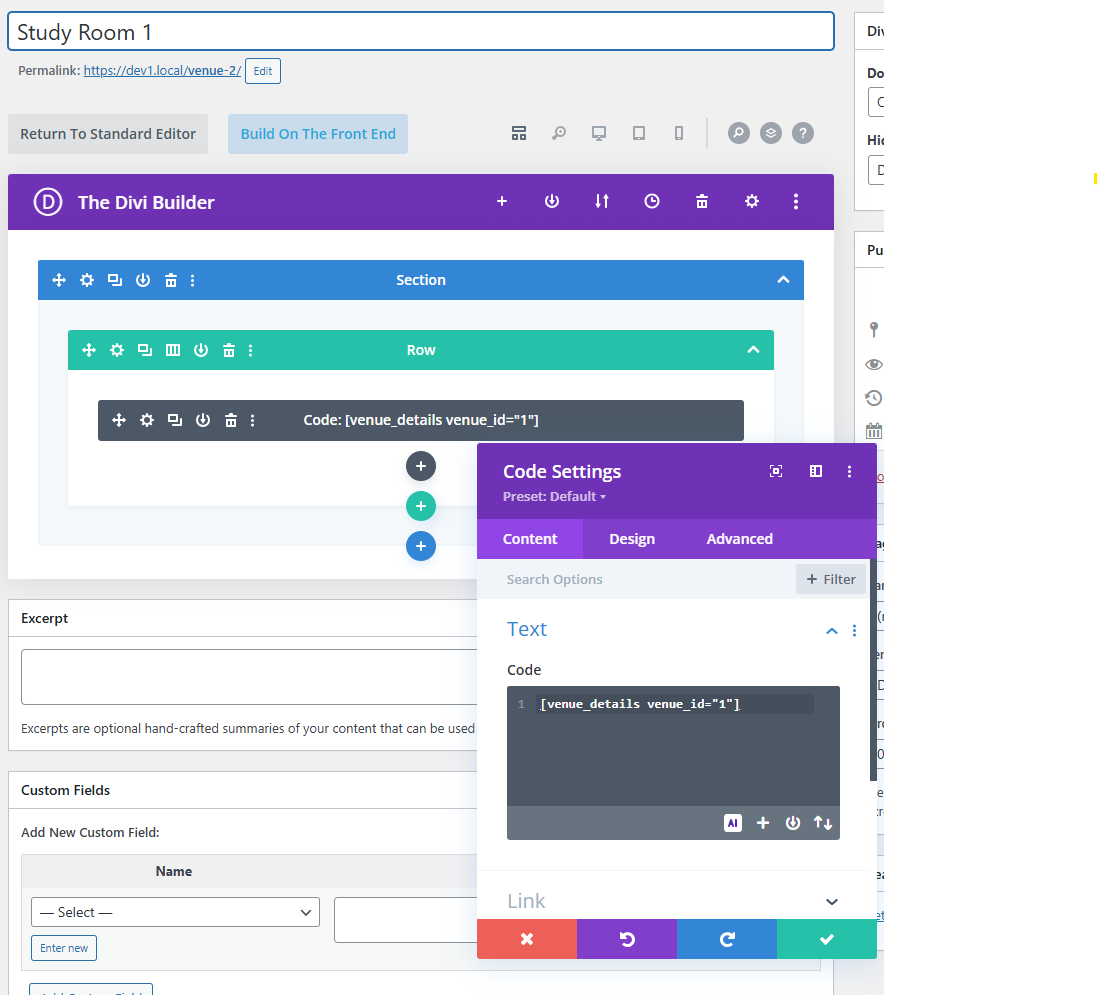 Study Room 1
Permalink: https://dev1.local/venue-2/ Edit
Return To Standard Editor
Build On The Front End
?
D The Divi Builder
Section
Row
Code: [venue_details venue_id="1"]
Code Settings
Preset: Default
Content Design Advanced
Search Options
+ Filter
Text
Code
1 [venue_details venue_id="1"]
AI
Link
Excerpt
Excerpts are optional hand-crafted summaries of your content that can be used
Custom Fields
Add New Custom Field:
Name
— Select —
Enter new
Add Custom Field
Div
Do
Hid
Pu